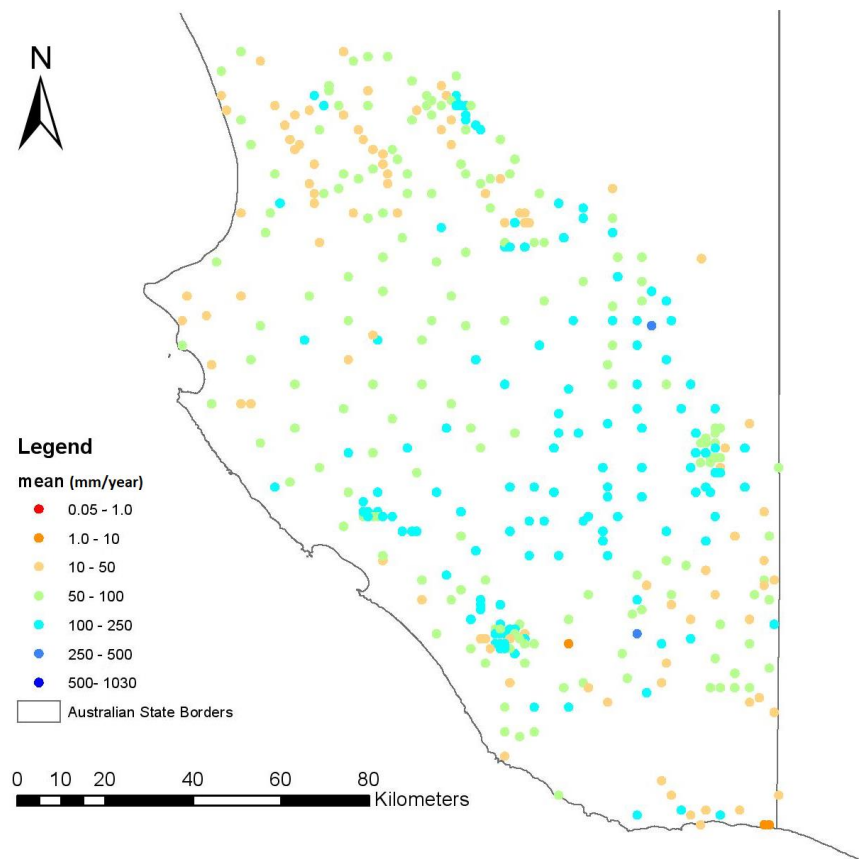 N
Legend
mean (mm/year)
0.05 - 1.0
1.0 - 10
10 - 50
50 - 100
100 - 250
250 - 500
500- 1030
Australian State Borders
0 10 20 40 60 80
Kilometers